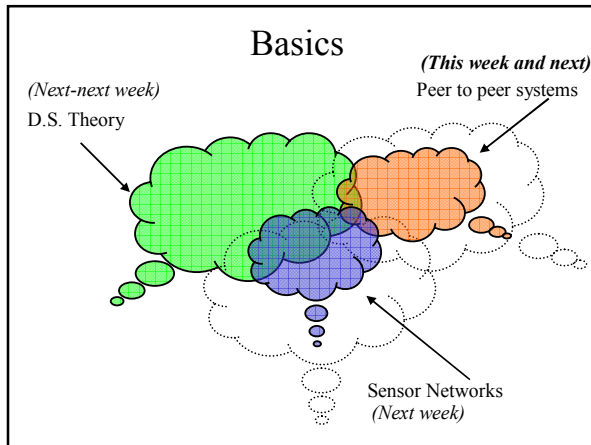 Basics
(This week and next)
Peer to peer systems
(Next-next week)
D.S. Theory
Sensor Networks
(Next week)